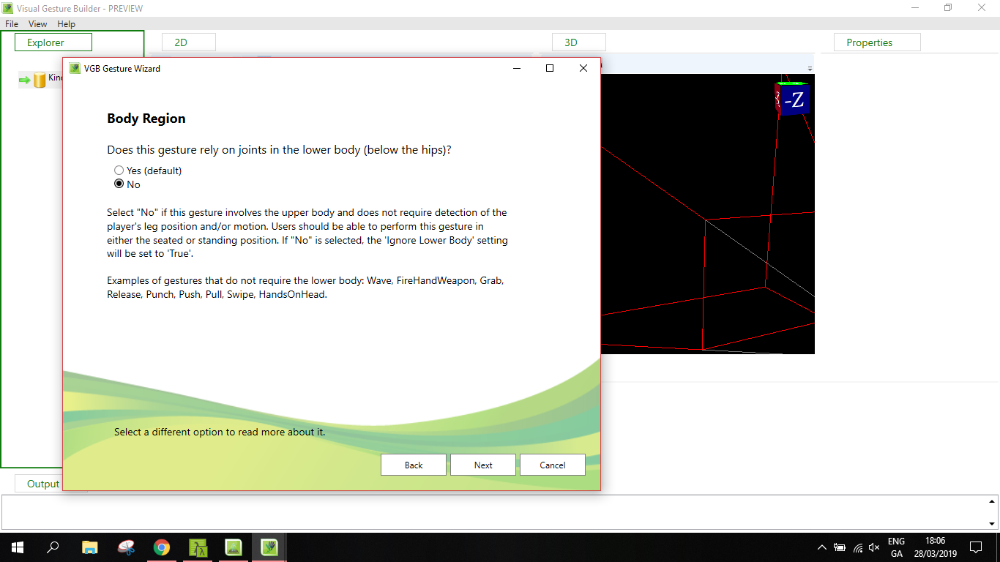 Visual Gesture Builder - PREVIEW
File View Help
Explorer
2D
3D
Properties
VGB Gesture Wizard
-Z
Body Region
Does this gesture rely on joints in the lower body (below the hips)?
Yes (default)
No
Select "No" if this gesture involves the upper body and does not require detection of the
player's leg position and/or motion. Users should be able to perform this gesture in
either the seated or standing position. If "No" is selected, the 'Ignore Lower Body' setting
will be set to 'True'.
Examples of gestures that do not require the lower body: Wave, FireHandWeapon, Grab,
Release, Punch, Push, Pull, Swipe, HandsOnHead.
Select a different option to read more about it.
Back Next Cancel
Output
ENG
GA
18:06
28/03/2019